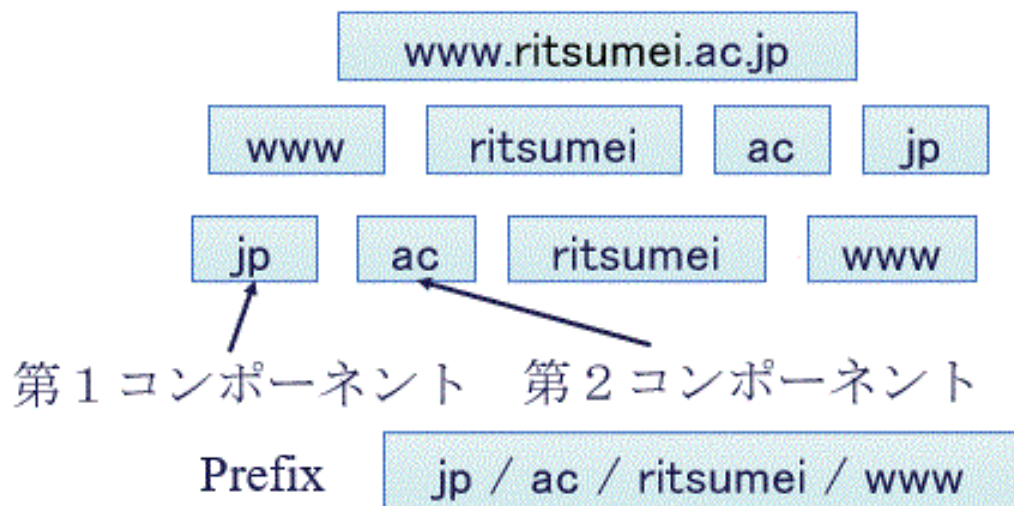 www.ritsumei.ac.jp
www ritsumei ac jp
jp ac ritsumei www
第1コンポーネント 第2コンポーネント
Prefix jp / ac / ritsumei / www